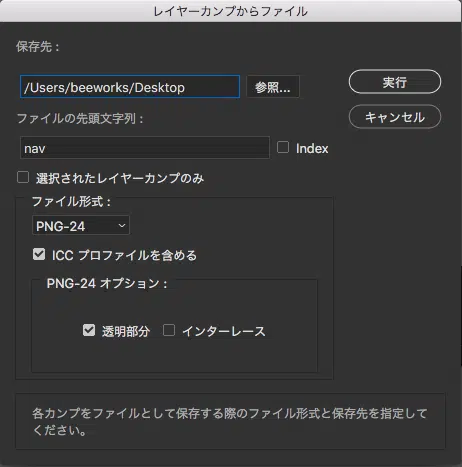 レイヤーカンプからファイル
保存先：
/Users/beeworks/Desktop
参照...
実行
ファイルの先頭文字列：
キャンセル
nav
Index
選択されたレイヤーカンプのみ
ファイル形式：
PNG-24
ICC プロファイルを含める
PNG-24 オプション：
透明部分
インターレース
各カンプをファイルとして保存する際のファイル形式と保存先を指定して
ください。